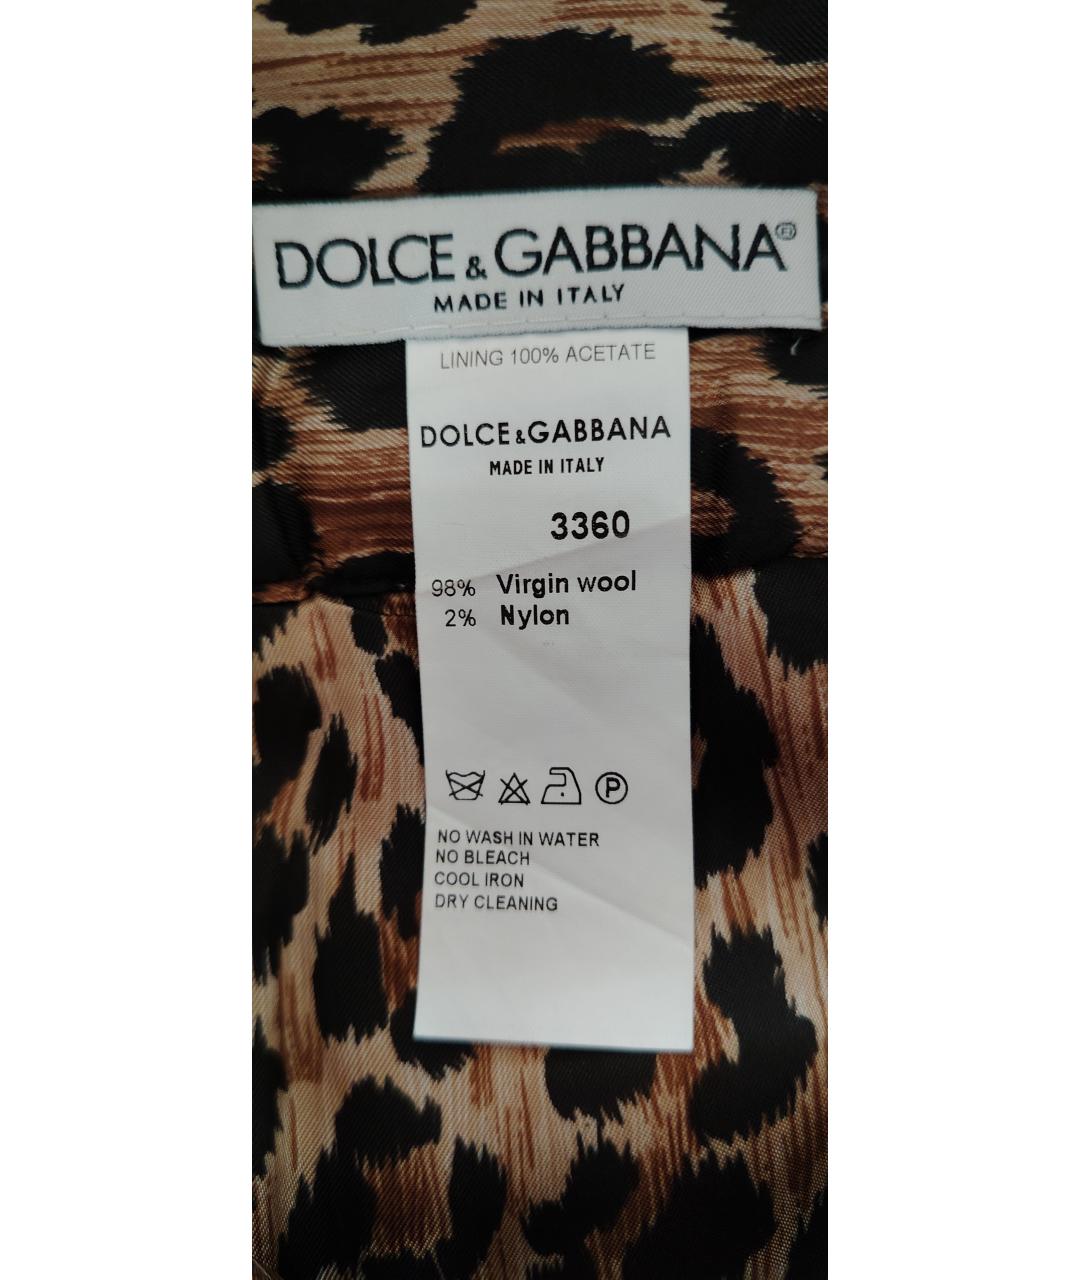 DOLCE & GABBANA
MADE IN ITALY
LINING 100% ACETATE
DOLCE&GABBANA
MADE IN ITALY
3360
98% Virgin wool
2% Nylon
P
NO WASH IN WATER
NO BLEACH
COOL IRON
DRY CLEANING